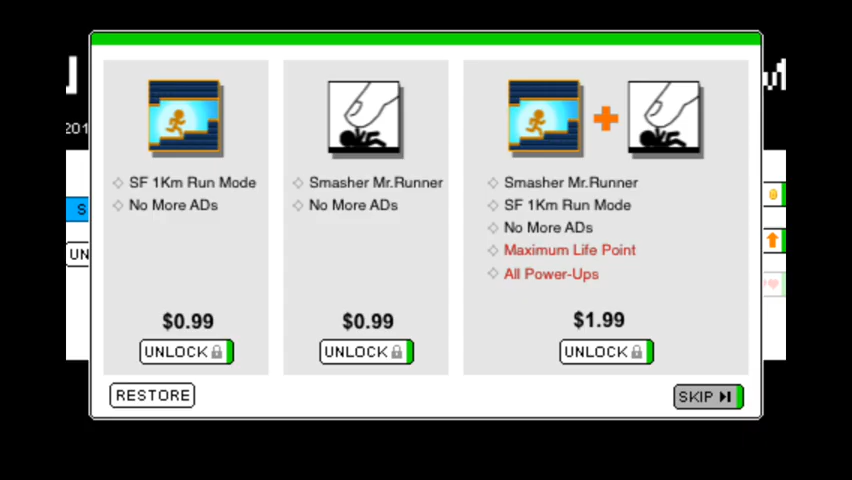 201
S
UN
SF 1Km Run Mode
No More ADs
$0.99
UNLOCK
Smasher Mr.Runner
No More ADs
$0.99
UNLOCK
Smasher Mr.Runner
SF 1Km Run Mode
No More ADs
Maximum Life Point
All Power-Ups
$1.99
UNLOCK
RESTORE
SKIP